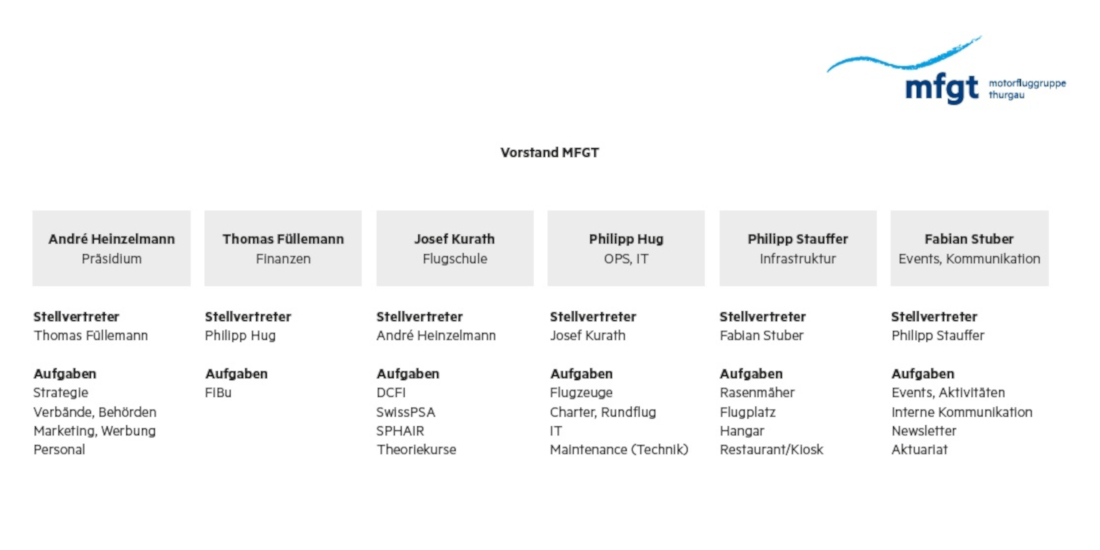 mfgt
motorfluggruppe
thurgau
Vorstand MFGT
André Heinzelmann
Präsidium
Stellvertreter
Thomas Füllemann
Aufgaben
Strategie
Verbände, Behörden
Marketing, Werbung
Personal
Thomas Füllemann
Finanzen
Stellvertreter
Philipp Hug
Aufgaben
FIBu
Josef Kurath
Flugschule
Stellvertreter
André Heinzelmann
Aufgaben
DCFI
SwissPSA
SPHAIR
Theoriekurse
Philipp Hug
OPS, IT
Stellvertreter
Josef Kurath
Aufgaben
Flugzeuge
Charter, Rundflug
IT
Maintenance (Technik)
Philipp Stauffer
Infrastruktur
Stellvertreter
Fabian Stuber
Aufgaben
Rasenmäher
Flugplatz
Hangar
Restaurant/Kiosk
Fabian Stuber
Events, Kommunikation
Stellvertreter
Philipp Stauffer
Aufgaben
Events, Aktivitäten
Interne Kommunikation
Newsletter
Aktuariat